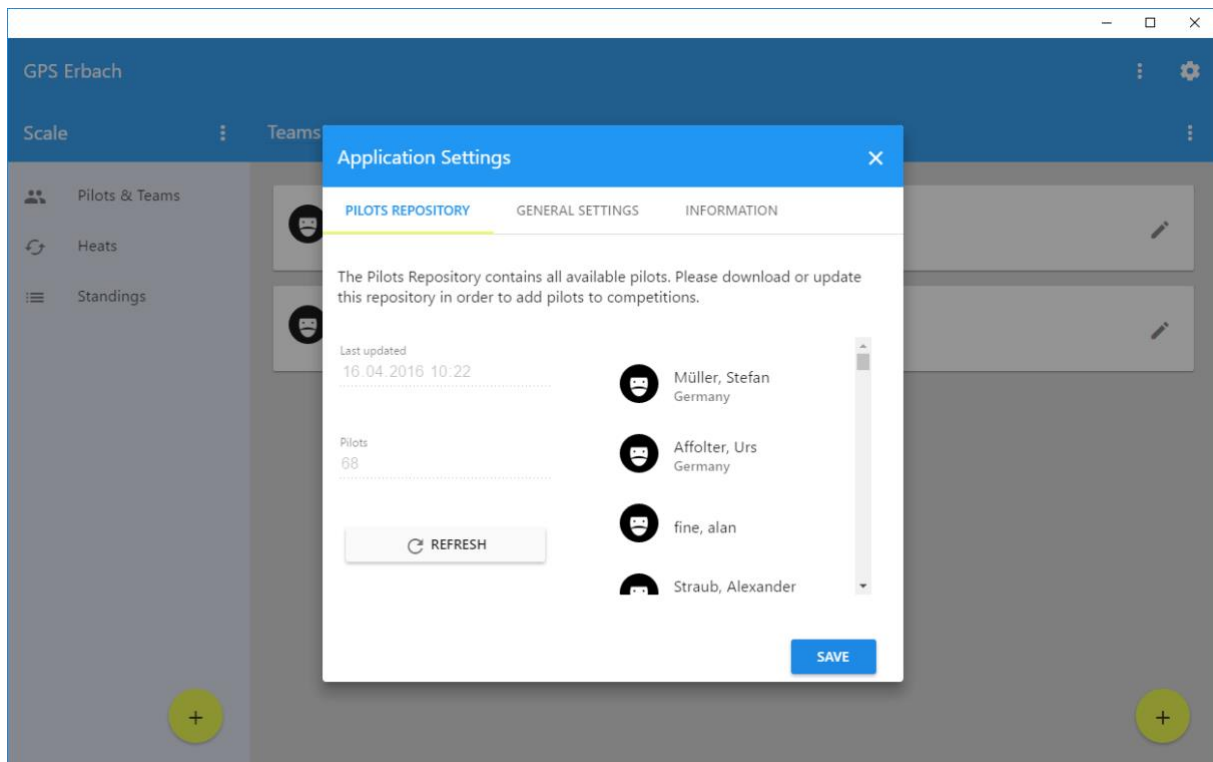 GPS Erbach
Scale
Teams
Application Settings
PILOTS REPOSITORY GENERAL SETTINGS INFORMATION
Pilots & Teams
Heats
Standings
The Pilots Repository contains all available pilots. Please download or update
this repository in order to add pilots to competitions.
Last updated
16.04.2016 10:22
Pilots
68
REFRESH
Müller, Stefan
Germany
Affolter, Urs
Germany
fine, alan
Straub, Alexander
SAVE